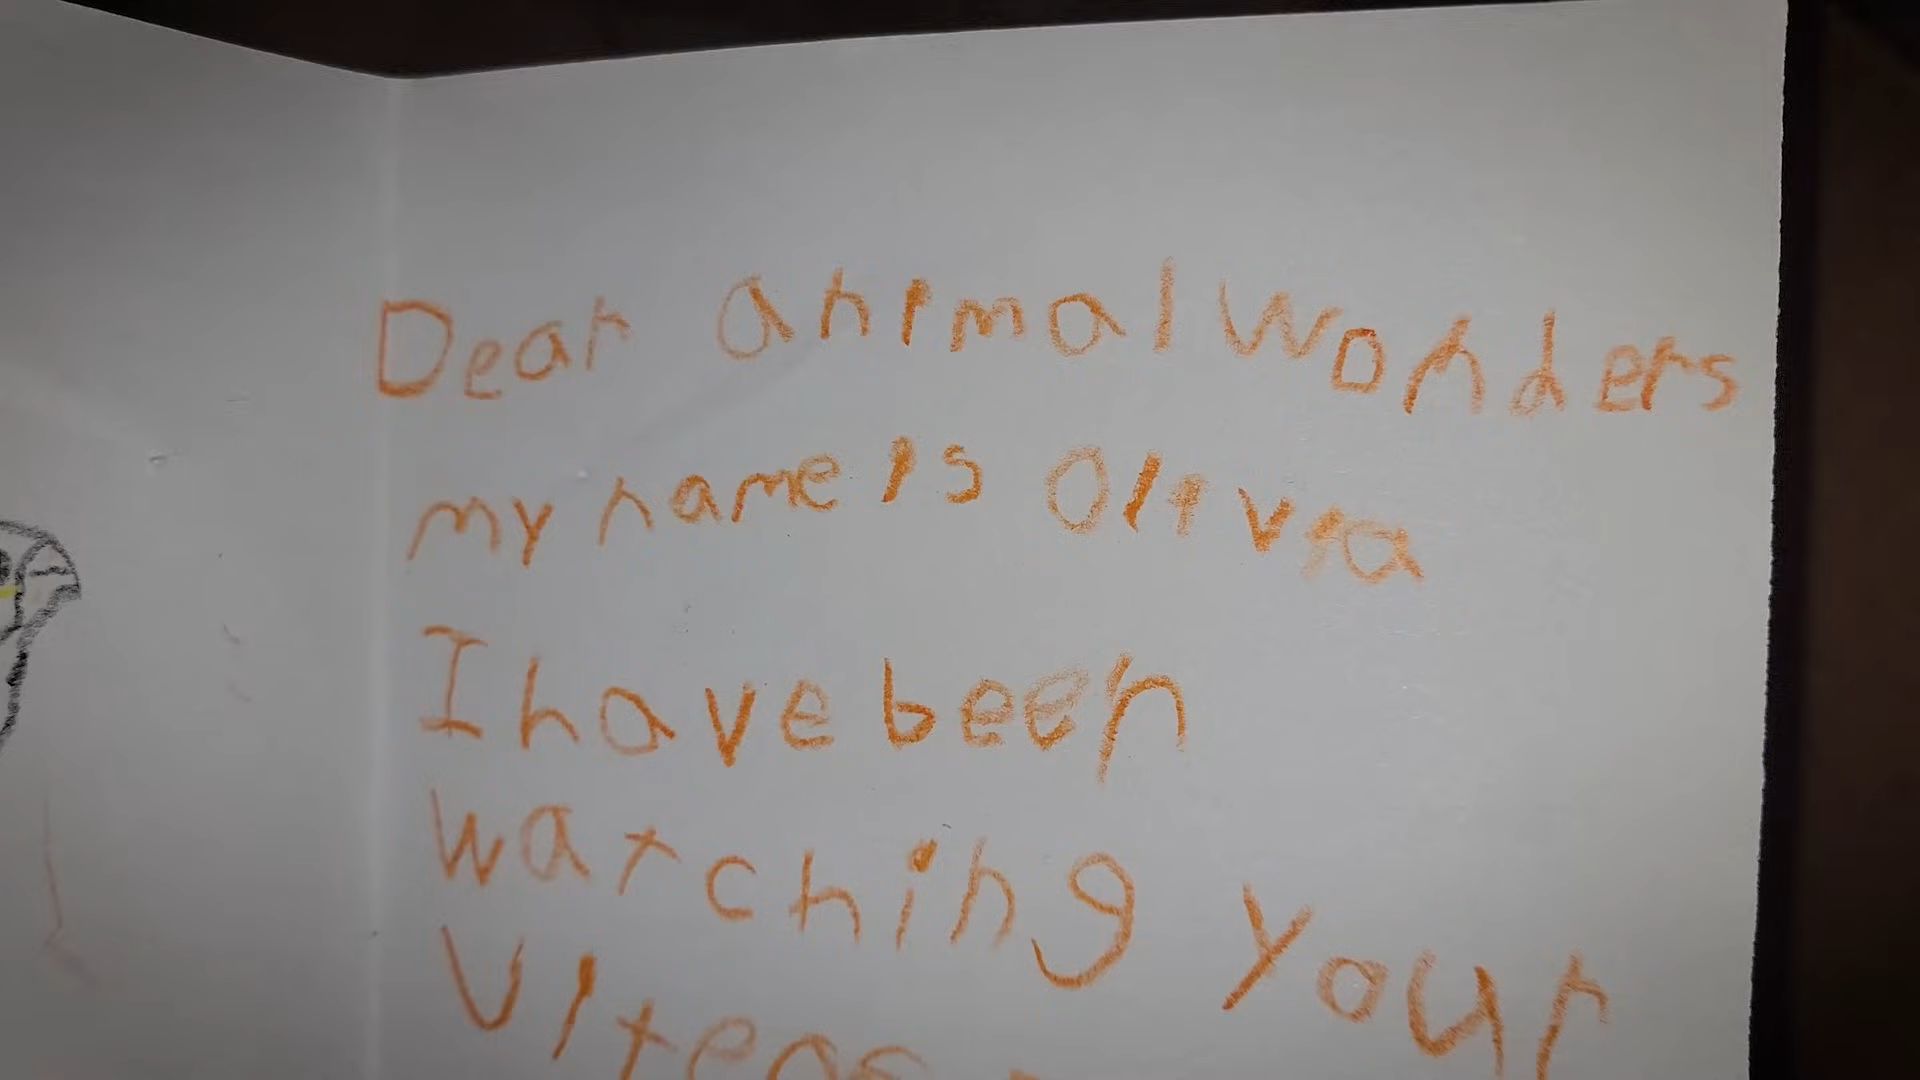 Dear animal Wonders
my name is Olivia
I have been
watching your